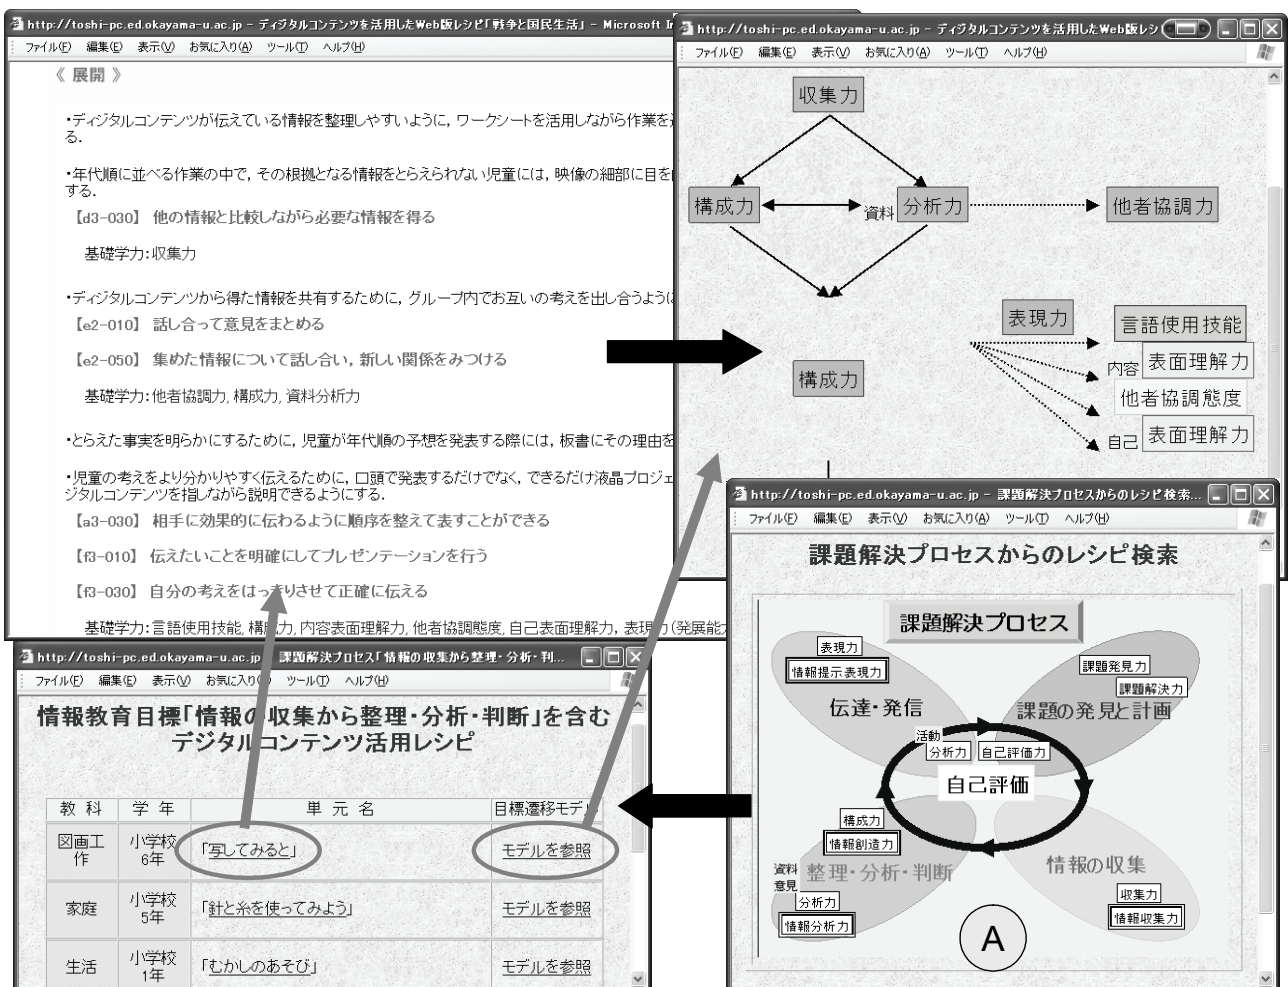 http://toshi-pc.ed.okayama-u.ac.jp - ディジタルコンテンツを活用したWeb版レシピ「戦争と国民生活」 - Microsoft
ファイル(F) 編集(E) 表示(V) お気に入り(A) ツール(T) ヘルプ(H)
《 展開 》
・ディジタルコンテンツが伝えている情報を整理しやすいように，ワークシートを活用しながら作業を
る．
・年代順に並べる作業の中で，その根拠となる情報をとらえられない児童には，映像の細部に目を
する．
【d3-030】 他の情報と比較しながら必要な情報を得る
基礎学力：収集力
・ディジタルコンテンツから得た情報を共有するために，グループ内でお互いの考えを出し合うように
【e2-010】 話し合って意見をまとめる
【e2-050】 集めた情報について話し合い，新しい関係をみつける
基礎学力：他者協調力，構成力，資料分析力
・とらえた事実を明らかにするために，児童が年代順の予想を発表する際には，板書にその理由を
・児童の考えをより分かりやすく伝えるために，口頭で発表するだけでなく，できるだけ液晶プロジェ
ジタルコンテンツを指しながら説明できるようにする．
【a3-030】 相手に効果的に伝わるように順序を整えて表すことができる
【f3-010】 伝えたいことを明確にしてプレゼンテーションを行う
【f3-030】 自分の考えをはっきりさせて正確に伝える
基礎学力：言語使用技能，構成力，内容表面理解力，他者協調態度，自己表面理解力，表現力（発展能
http://toshi-pc.ed.okayama-u.ac.jp - ディジタルコンテンツを活用したWeb版レシピ
ファイル(F) 編集(E) 表示(V) お気に入り(A) ツール(T) ヘルプ(H)
収集力
構成力
資料 分析力
他者協調力
表現力
言語使用技能
内容 表面理解力
構成力
他者協調態度
自己 表面理解力
http://toshi-pc.ed.okayama-u.ac.jp - 課題解決プロセス「情報の収集から整理・分析・判...
ファイル(F) 編集(E) 表示(V) お気に入り(A) ツール(T) ヘルプ(H)
情報教育目標「情報の収集から整理・分析・判断」を含む
デジタルコンテンツ活用レシピ
教科 学年 単元名 目標遷移モデル
図画工作 小学校6年 「写してみると」 モデルを参照
家庭 小学校5年 「針と糸を使ってみよう」 モデルを参照
生活 小学校1年 「むかしのあそび」 モデルを参照
http://toshi-pc.ed.okayama-u.ac.jp - 課題解決プロセスからのレシピ検索...
ファイル(F) 編集(E) 表示(V) お気に入り(A) ツール(T) ヘルプ(H)
課題解決プロセスからのレシピ検索
課題解決プロセス
表現力
情報提示表現力
伝達・発信
課題発見力
課題解決力
課題の発見と計画
活動
分析力 自己評価力
自己評価
構成力
情報創造力
資料
意見
整理・分析・判断
分析力
情報分析力
情報の収集
収集力
情報収集力
A